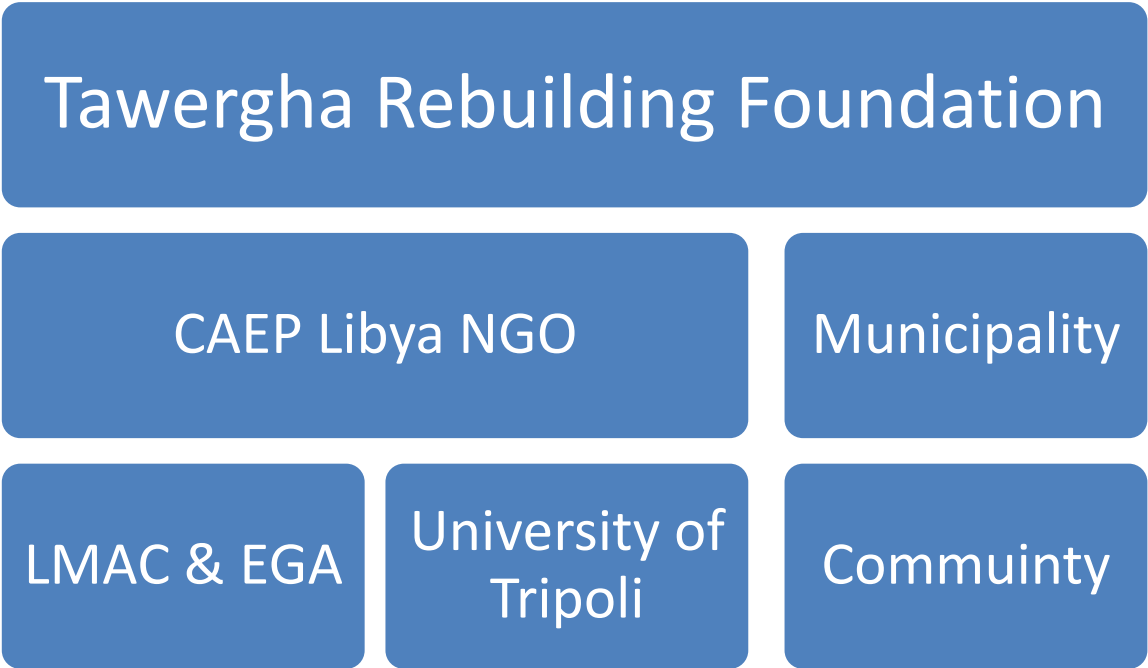 Tawergha Rebuilding Foundation
CAEP Libya NGO
Municipality
LMAC & EGA
University of
Tripoli
Commuinty